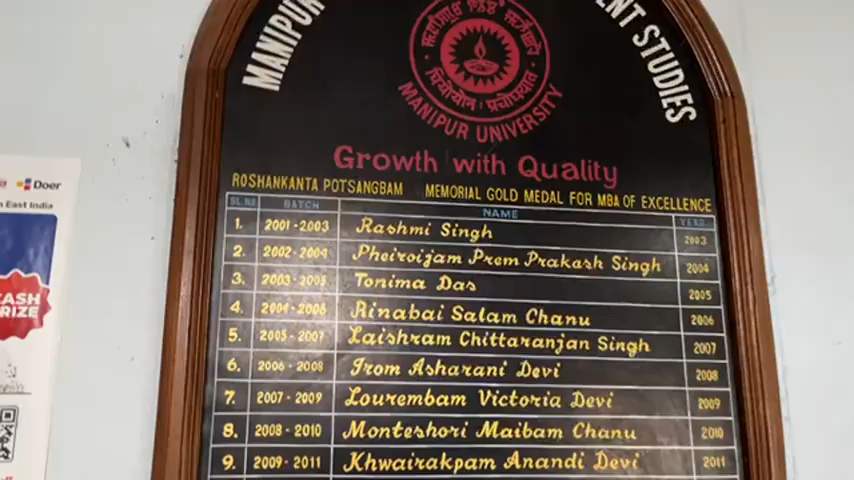 MANIPUR
ENT STUDIES
MANIPUR UNIVERSITY
Growth with Quality
ROSHANKANTA POTSANGBAM MEMORIAL GOLD MEDAL FOR MBA OF EXCELLENCE
SL.NO BATCH NAME YEAR
1. 2001-2003 Rashmi Singh 2003
2. 2002-2004 Pheiroijam Prem Prakash Singh 2004
3. 2003-2005 Tonima Das 2005
4. 2004-2006 Rinabai Salam Chanu 2006
5. 2005-2007 Laishram Chittaranjan Singh 2007
6. 2006-2008 Irom Asharani Devi 2008
7. 2007-2009 Lourembam Victoria Devi 2009
8. 2008-2010 Monteshori Maibam Chanu 2010
9. 2009-2011 Khwairakpam Anandi Devi 2011
Doer
East India
CASH
RIZE